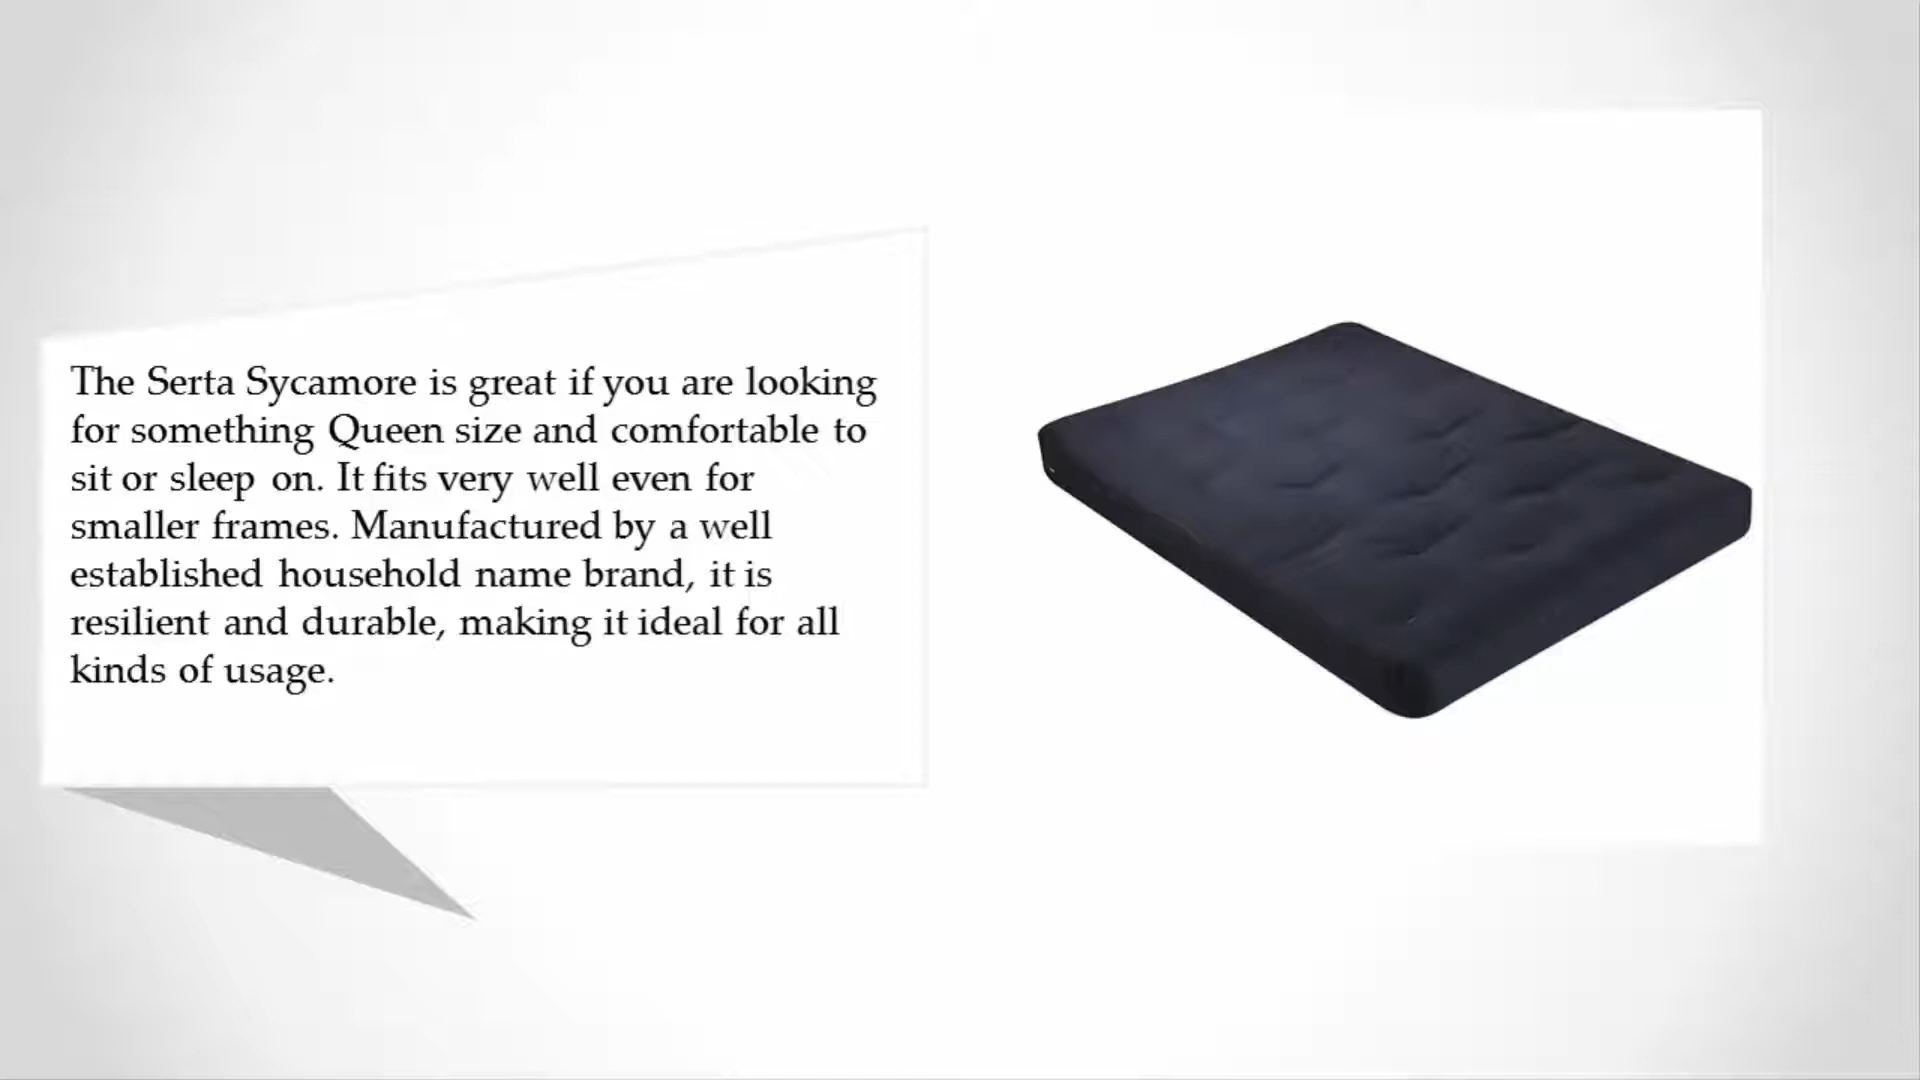 The Serta Sycamore is great if you are looking
for something Queen size and comfortable to
sit or sleep on. It fits very well even for
smaller frames. Manufactured by a well
established household name brand, it is
resilient and durable, making it ideal for all
kinds of usage.